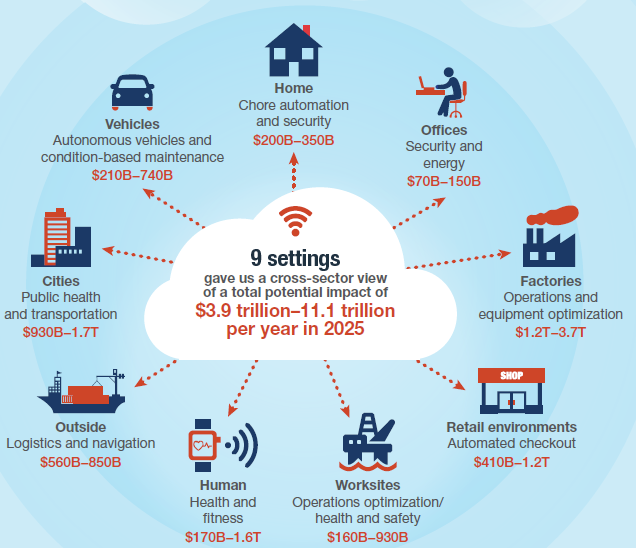 Home
Chore automation
and security
$200B–350B
Offices
Security and
energy
$70B–150B
Vehicles
Autonomous vehicles and
condition-based maintenance
$210B–740B
9 settings
gave us a cross-sector view
of a total potential impact of
$3.9 trillion–11.1 trillion
per year in 2025
Cities
Public health
and transportation
$930B–1.7T
Factories
Operations and
equipment optimization
$1.2T–3.7T
Outside
Logistics and navigation
$560B–850B
SHOP
Retail environments
Automated checkout
$410B–1.2T
Human
Health and
fitness
$170B–1.6T
Worksites
Operations optimization/
health and safety
$160B–930B